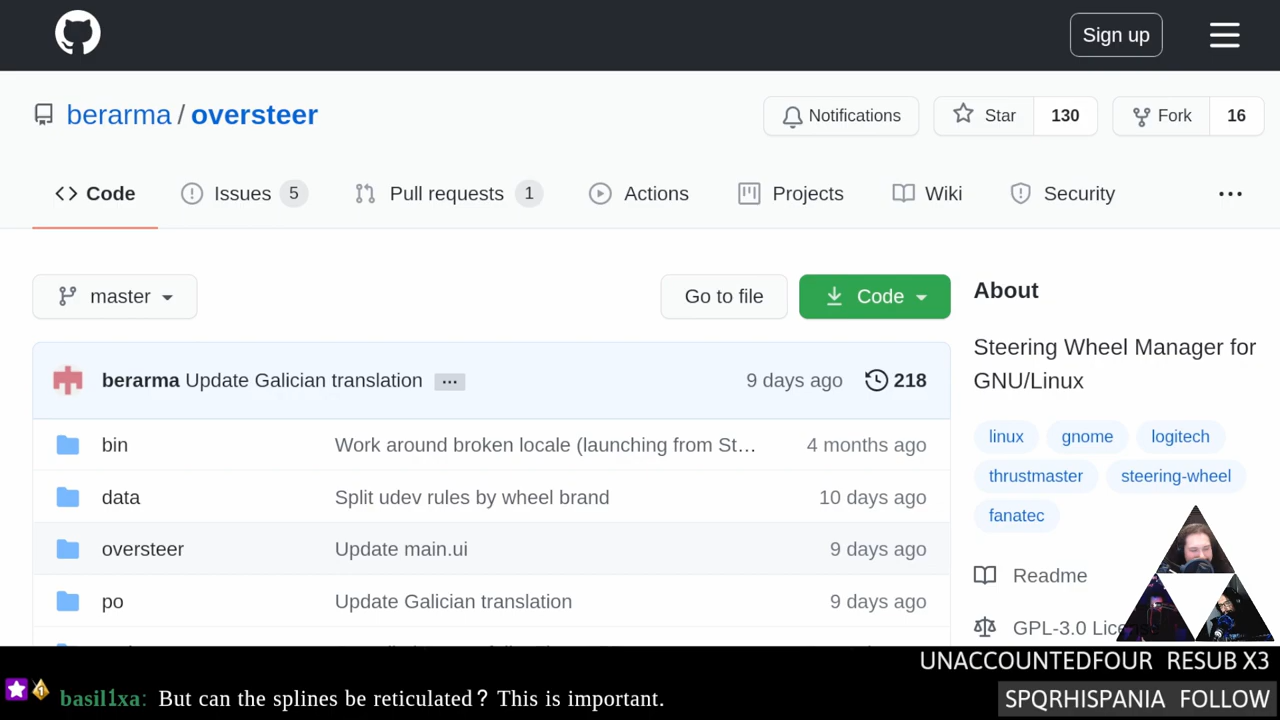 Sign up
berarma / oversteer
Notifications
Star 130
Fork 16
Code
Issues 5
Pull requests 1
Actions
Projects
Wiki
Security
master
Go to file
Code
berarma Update Galician translation
9 days ago
218
bin Work around broken locale (launching from St… 4 months ago
data Split udev rules by wheel brand 10 days ago
oversteer Update main.ui 9 days ago
po Update Galician translation 9 days ago
About
Steering Wheel Manager for
GNU/Linux
linux gnome logitech
thrustmaster steering-wheel
fanatec
Readme
GPL-3.0 License
UNACCOUNTEDFOUR RESUB X3
SPQRHISPANIA FOLLOW
basil1xa: But can the splines be reticulated? This is important.